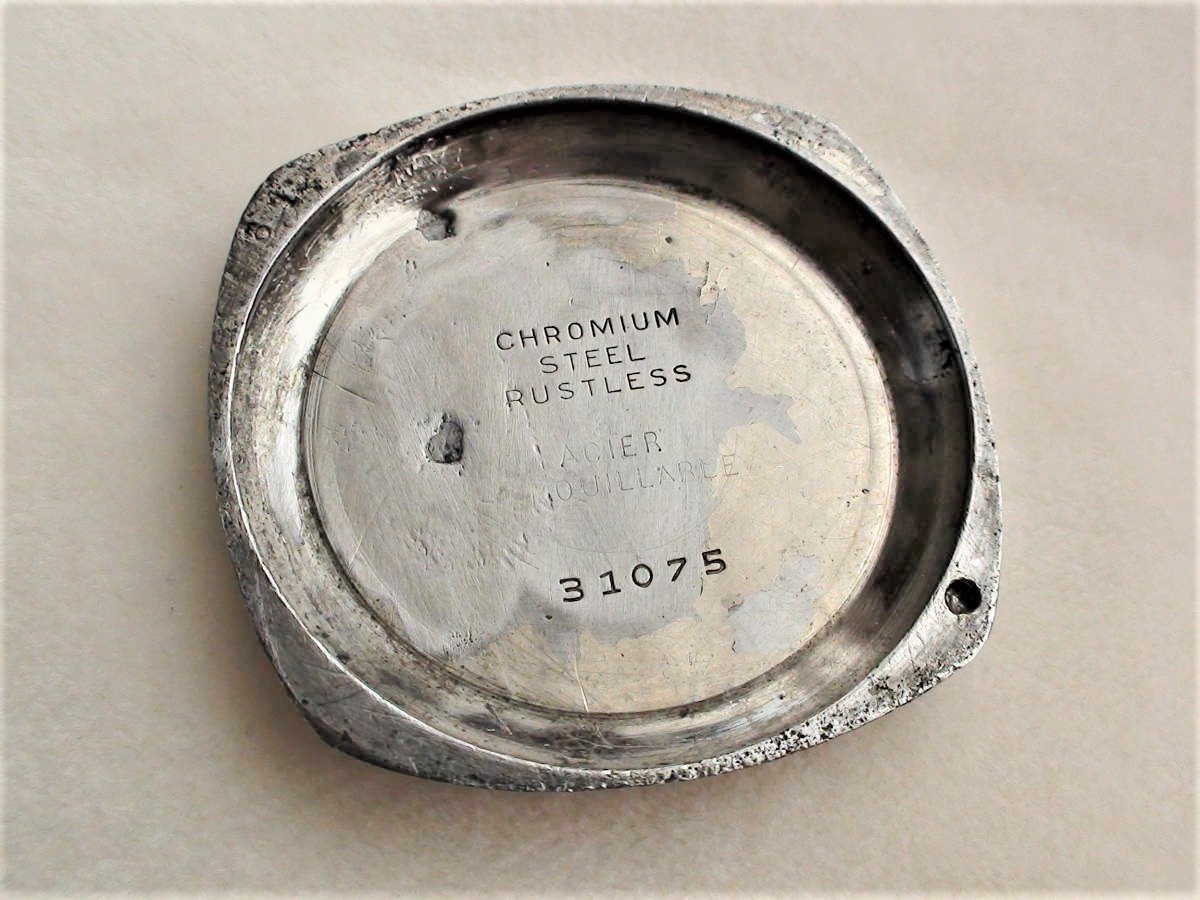 CHROMIUM
STEEL
RUSTLESS
ACIER
31075